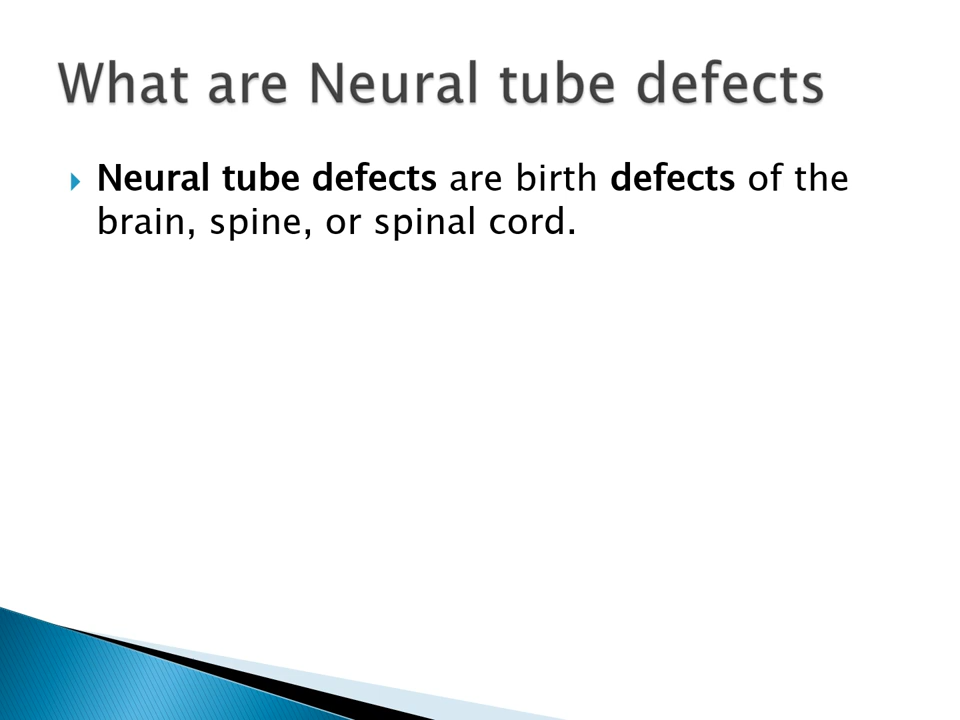 What are Neural tube defects
Neural tube defects are birth defects of the
brain, spine, or spinal cord.